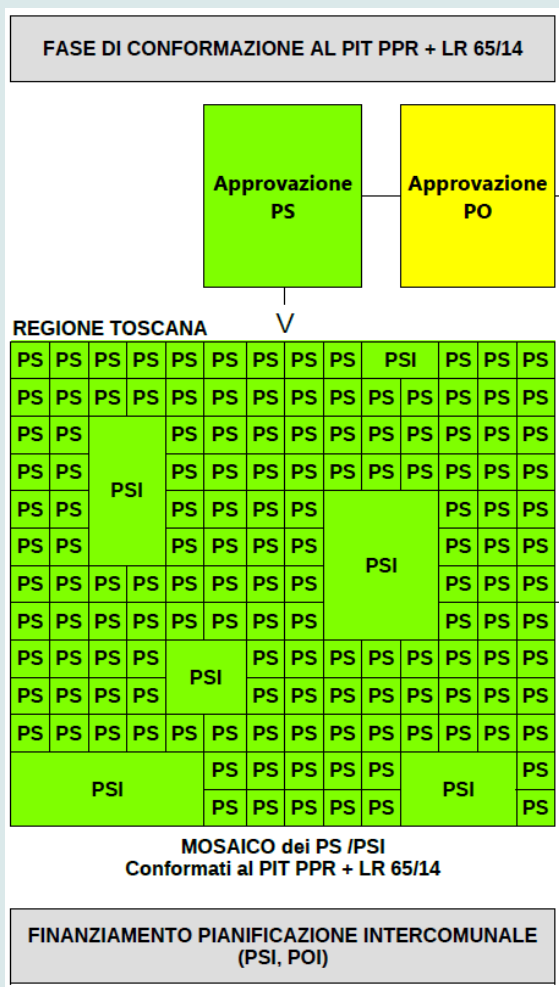 FASE DI CONFORMAZIONE AL PIT PPR + LR 65/14
Approvazione PS
Approvazione PO
V
REGIONE TOSCANA
PS PS PS PS PS PS PS PS PS PSI PS PS PS
PS PS PS PS PS PS PS PS PS PS PS PS PS PS
PS PS PS PS PS PS PS PS PS PS PS PS
PS PS PS PS PS PS PS PS PS PS PS PS
PSI
PS PS PS PS PS PS PS PS PS
PS PS PS PS PS PS PS PS PS
PSI
PS PS PS PS PS PS PS PS PS PS PS
PS PS PS PS PS PS PS PS PS PS PS
PS PS PS PS PS PS PS PS PS PS PS PS
PSI
PS PS PS PS PS PS PS PS PS PS PS PS
PS PS PS PS PS PS PS PS PS PS PS PS PS PS
PS PS PS PS PS PS
PSI PSI
PS PS PS PS PS PS
MOSAICO dei PS /PSI
Conformati al PIT PPR + LR 65/14
FINANZIAMENTO PIANIFICAZIONE INTERCOMUNALE
(PSI, POI)